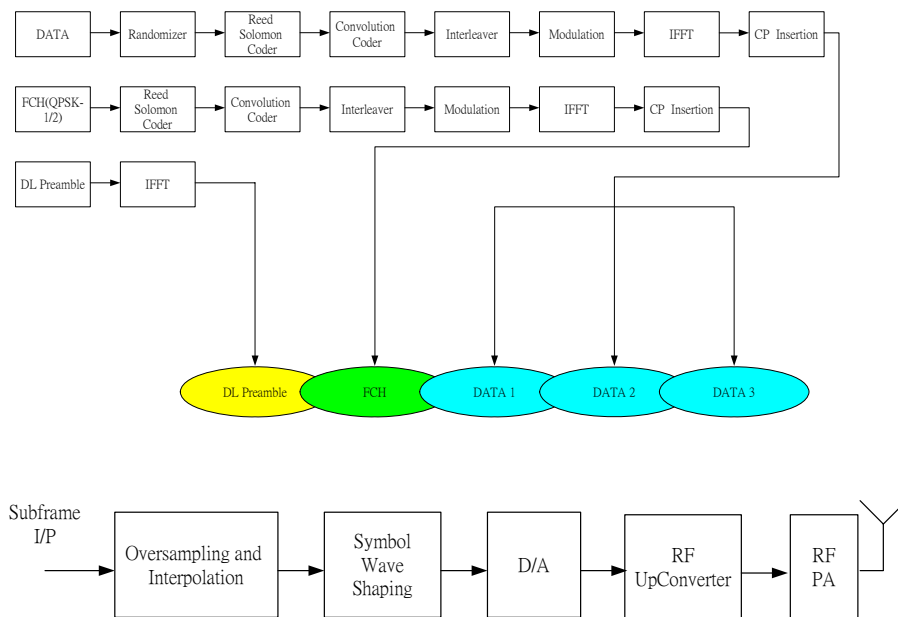 DATA
Randomizer
Reed
Solomon
Coder
Convolution
Coder
Interleaver
Modulation
IFFT
CP Insertion
FCH(QPSK-
1/2)
Reed
Solomon
Coder
Convolution
Coder
Interleaver
Modulation
IFFT
CP Insertion
DL Preamble
IFFT
DL Preamble
FCH
DATA 1
DATA 2
DATA 3
Subframe
I/P
Oversampling and
Interpolation
Symbol
Wave
Shaping
D/A
RF
UpConverter
RF
PA